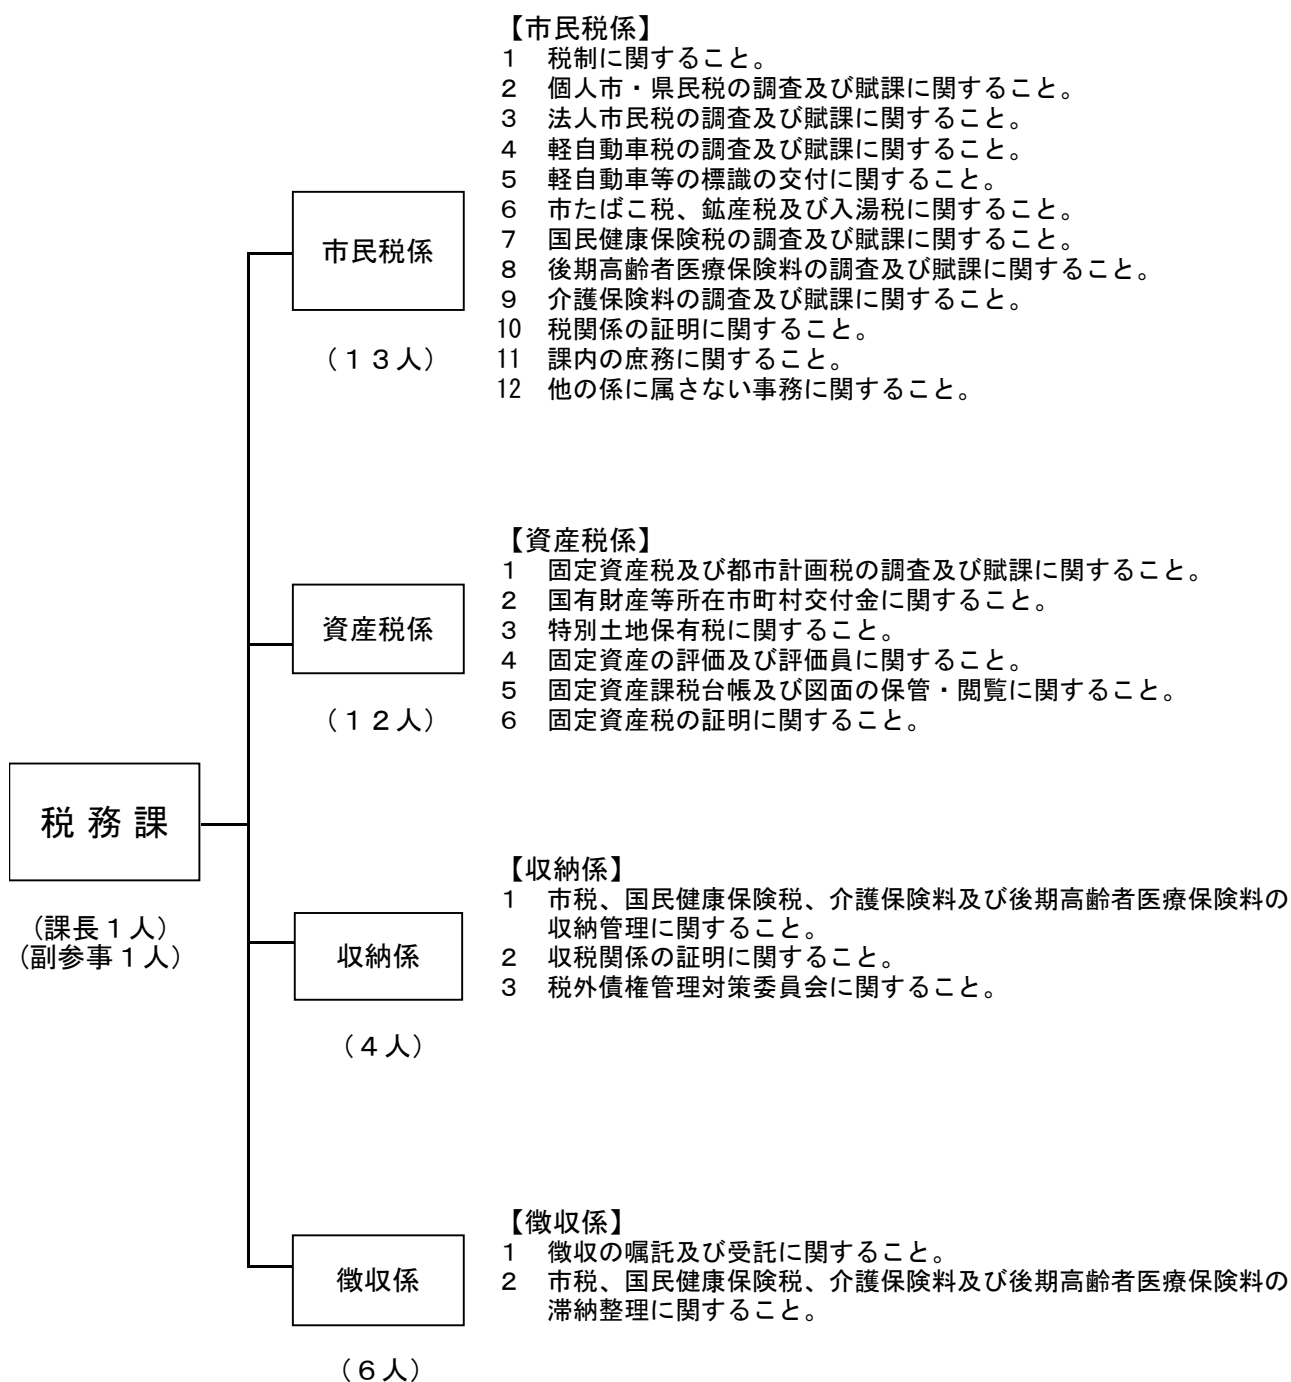 【市民税係】
1 税制に関すること。
2 個人市・県民税の調査及び賦課に関すること。
3 法人市民税の調査及び賦課に関すること。
4 軽自動車税の調査及び賦課に関すること。
5 軽自動車等の標識の交付に関すること。
6 市たばこ税、鉱産税及び入湯税に関すること。
7 国民健康保険税の調査及び賦課に関すること。
8 後期高齢者医療保険料の調査及び賦課に関すること。
9 介護保険料の調査及び賦課に関すること。
10 税関係の証明に関すること。
11 課内の庶務に関すること。
12 他の係に属さない事務に関すること。
市民税係
(13人)
【資産税係】
1 固定資産税及び都市計画税の調査及び賦課に関すること。
2 国有財産等所在市町村交付金に関すること。
3 特別土地保有税に関すること。
4 固定資産の評価及び評価員に関すること。
5 固定資産課税台帳及び図面の保管・閲覧に関すること。
6 固定資産税の証明に関すること。
資産税係
(12人)
税務課
(課長1人)
(副参事1人)
【収納係】
1 市税、国民健康保険税、介護保険料及び後期高齢者医療保険料の
収納管理に関すること。
2 収税関係の証明に関すること。
3 税外債権管理対策委員会に関すること。
収納係
(4人)
【徴収係】
1 徴収の嘱託及び受託に関すること。
2 市税、国民健康保険税、介護保険料及び後期高齢者医療保険料の
滞納整理に関すること。
徴収係
(6人)